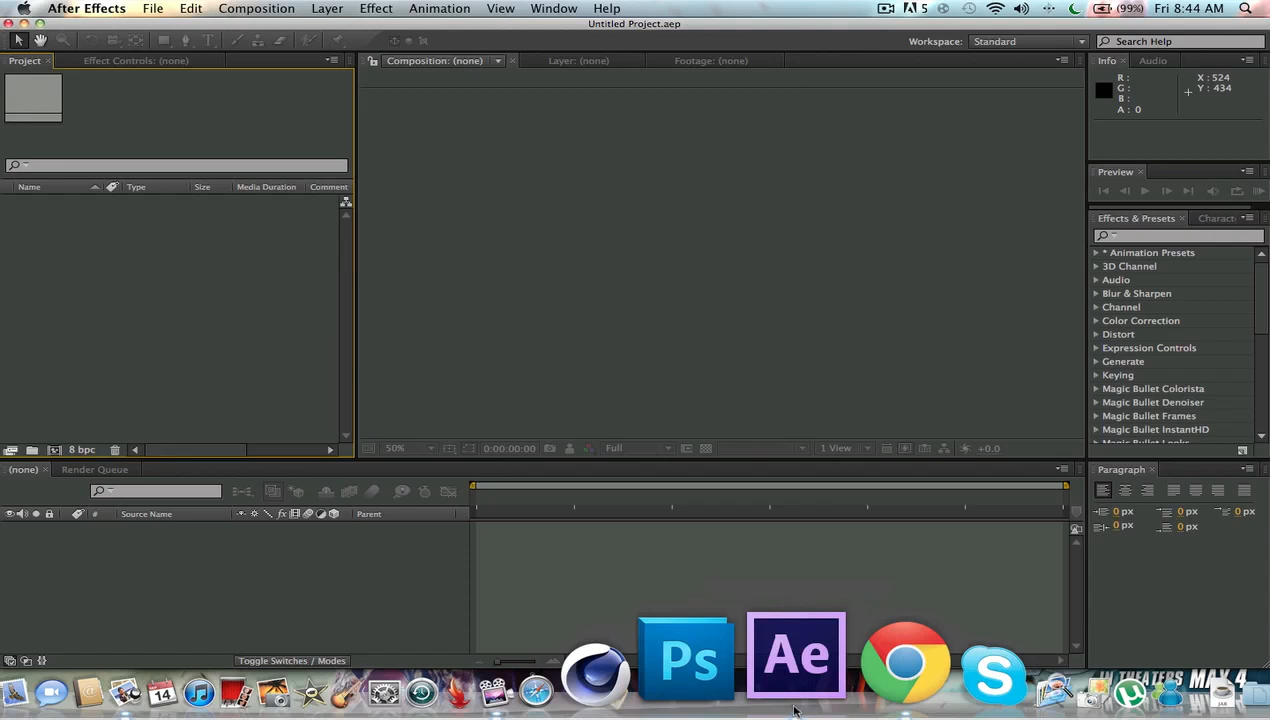 After Effects File Edit Composition Layer Effect Animation View Window Help 5 (99%) Fri 8:44 AM
Untitled Project.aep
Workspace: Standard Search Help
Project Effect Controls: (none) Composition: (none) Layer: (none) Footage: (none) Info Audio
R : X : 524
G : Y : 434
B :
A : 0
Preview
Name Type Size Media Duration Comment
Effects & Presets Charact
* Animation Presets
3D Channel
Audio
Blur & Sharpen
Channel
Color Correction
Distort
Expression Controls
Generate
Keying
Magic Bullet Colorista
Magic Bullet Denoiser
Magic Bullet Frames
Magic Bullet InstantHD
Magic Bullet Looks
8 bpc 50% 0:00:00:00 Full 1 View +0.0
(none) Render Queue Paragraph
# Source Name fx Parent
0 px 0 px 0 px
0 px 0 px
Toggle Switches / Modes
Ps Ae S
14
IN THEATERS MAY 4
JAR